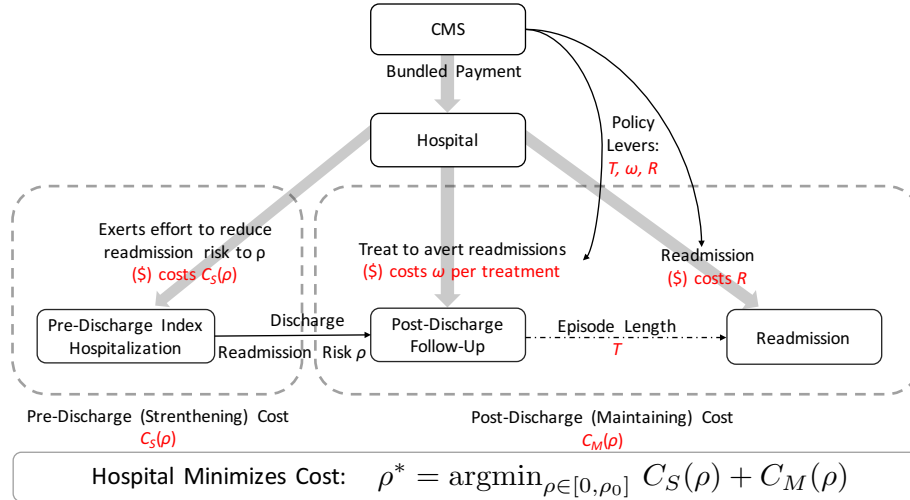 CMS
Bundled Payment
Hospital
Policy
Levers:
T, ω, R
Exerts effort to reduce
readmission risk to ρ
($) costs C_S(ρ)
Treat to avert readmissions
($) costs ω per treatment
Readmission
($) costs R
Pre-Discharge Index
Hospitalization
Discharge
Readmission Risk ρ
Post-Discharge
Follow-Up
Episode Length
T
Readmission
Pre-Discharge (Strenthening) Cost
C_S(ρ)
Post-Discharge (Maintaining) Cost
C_M(ρ)
Hospital Minimizes Cost: ρ* = argmin_{ρ∈[0,ρ_0]} C_S(ρ) + C_M(ρ)